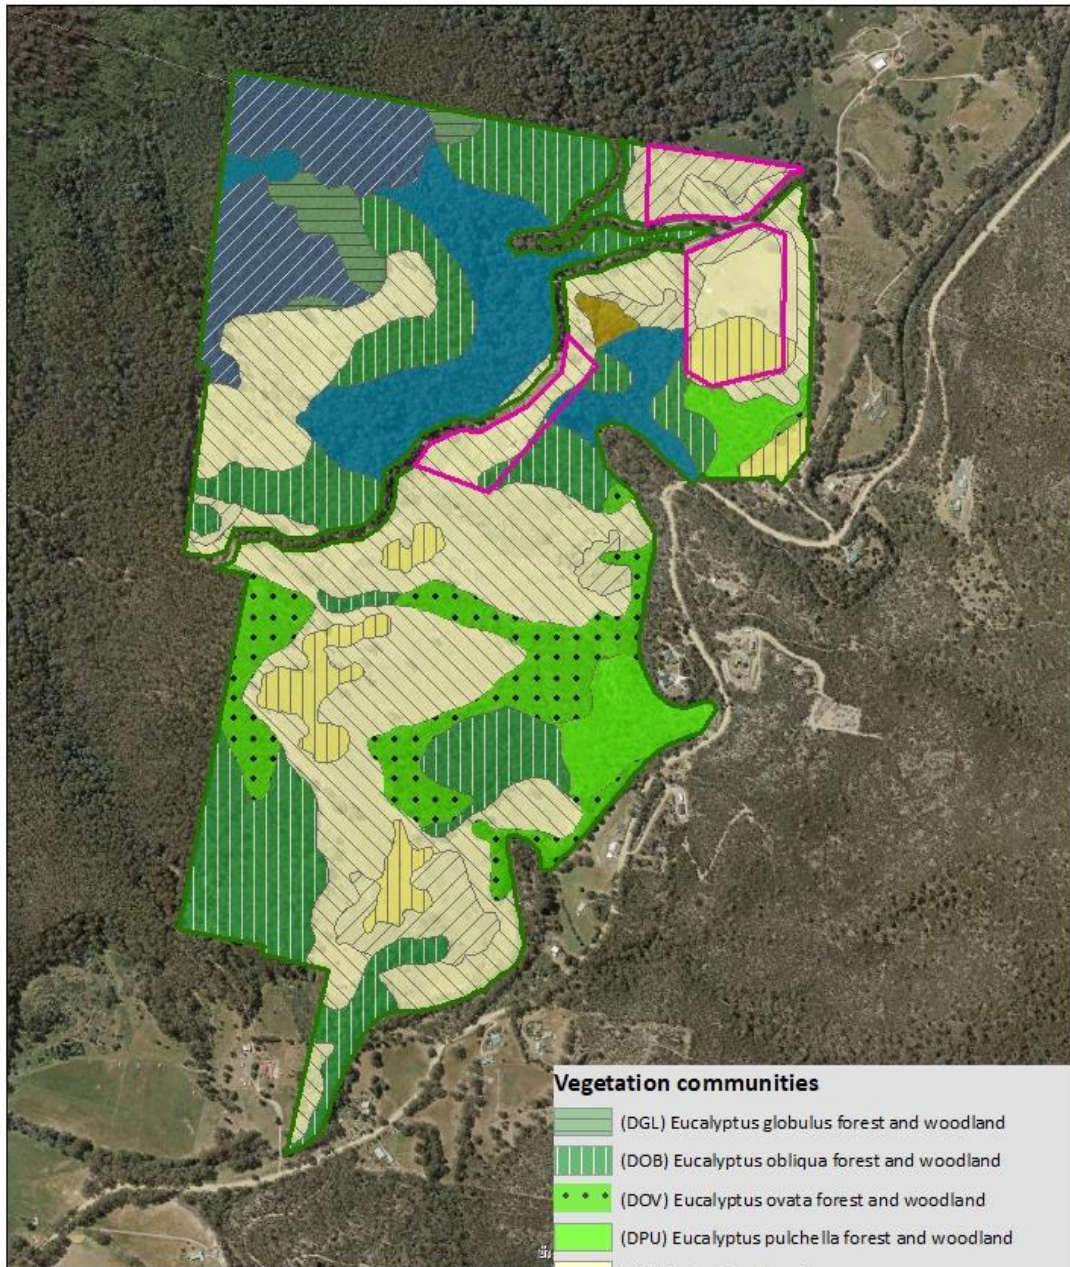 Vegetation communities
(DGL) Eucalyptus globulus forest and woodland
(DOB) Eucalyptus obliqua forest and woodland
(DOV) Eucalyptus ovata forest and woodland
(DPU) Eucalyptus pulchella forest and woodland